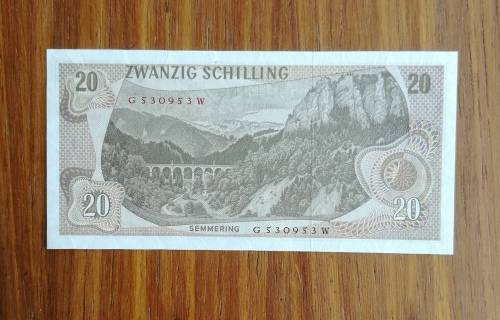 20 ZWANZIG SCHILLING 20
G 530953 W
20 20
SEMMERING G 530953 W